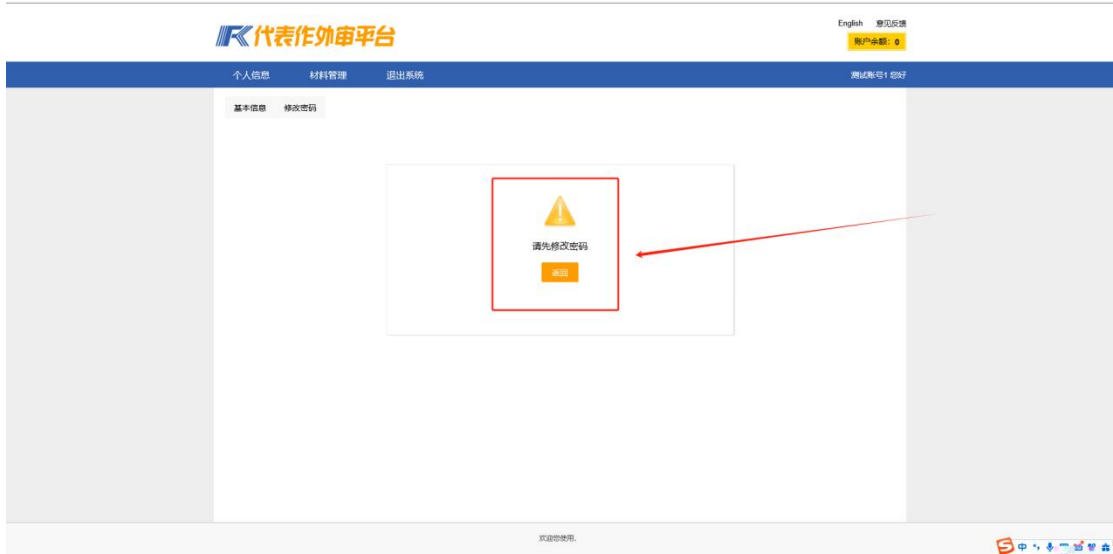 代表作外审平台
English 意见反馈
账户余额：0
个人信息 材料管理 退出系统 测试账号1 您好
基本信息 修改密码
请先修改密码
返回
欢迎您使用。
中